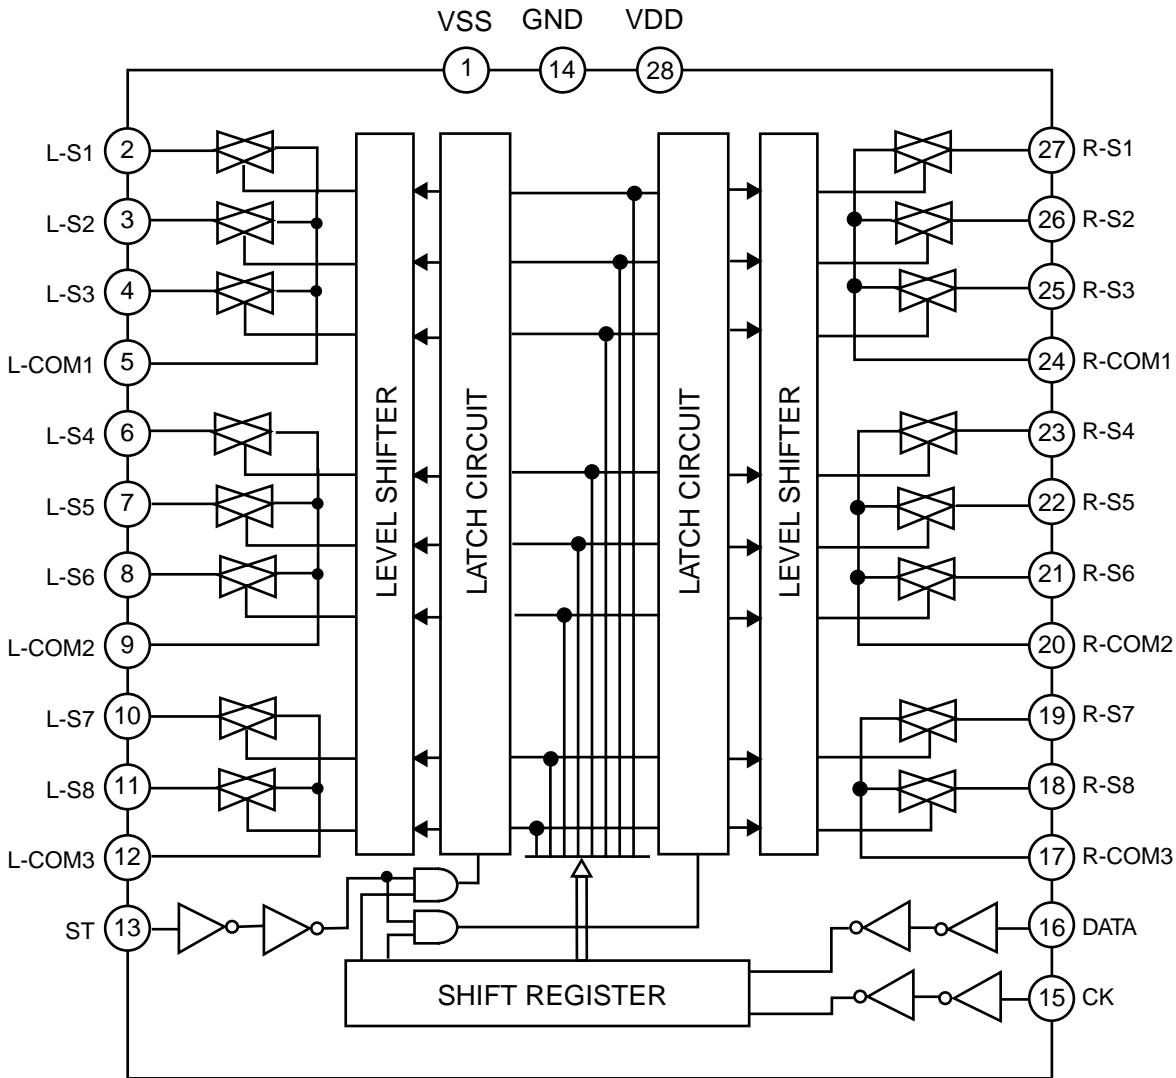 VSS GND VDD
1 14 28
L-S1 2
27 R-S1
L-S2 3
26 R-S2
L-S3 4
25 R-S3
L-COM1 5
24 R-COM1
L-S4 6
23 R-S4
L-S5 7
22 R-S5
L-S6 8
21 R-S6
L-COM2 9
20 R-COM2
L-S7 10
19 R-S7
L-S8 11
18 R-S8
L-COM3 12
17 R-COM3
LEVEL SHIFTER
LATCH CIRCUIT
LATCH CIRCUIT
LEVEL SHIFTER
ST 13
16 DATA
SHIFT REGISTER
15 CK